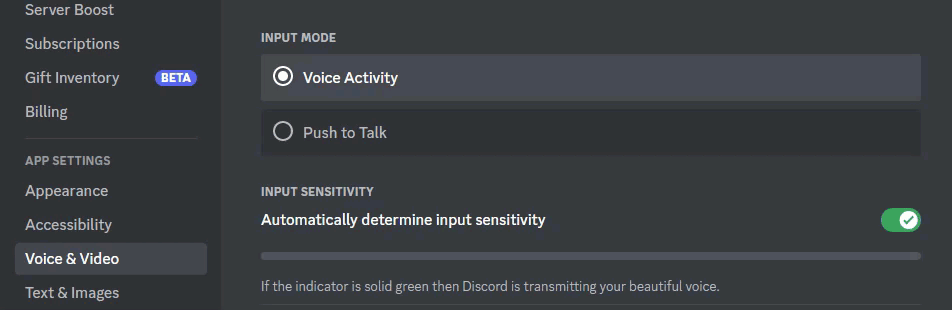 Server Boost
Subscriptions
Gift Inventory BETA
Billing
APP SETTINGS
Appearance
Accessibility
Voice & Video
Text & Images
INPUT MODE
Voice Activity
Push to Talk
INPUT SENSITIVITY
Automatically determine input sensitivity
If the indicator is solid green then Discord is transmitting your beautiful voice.